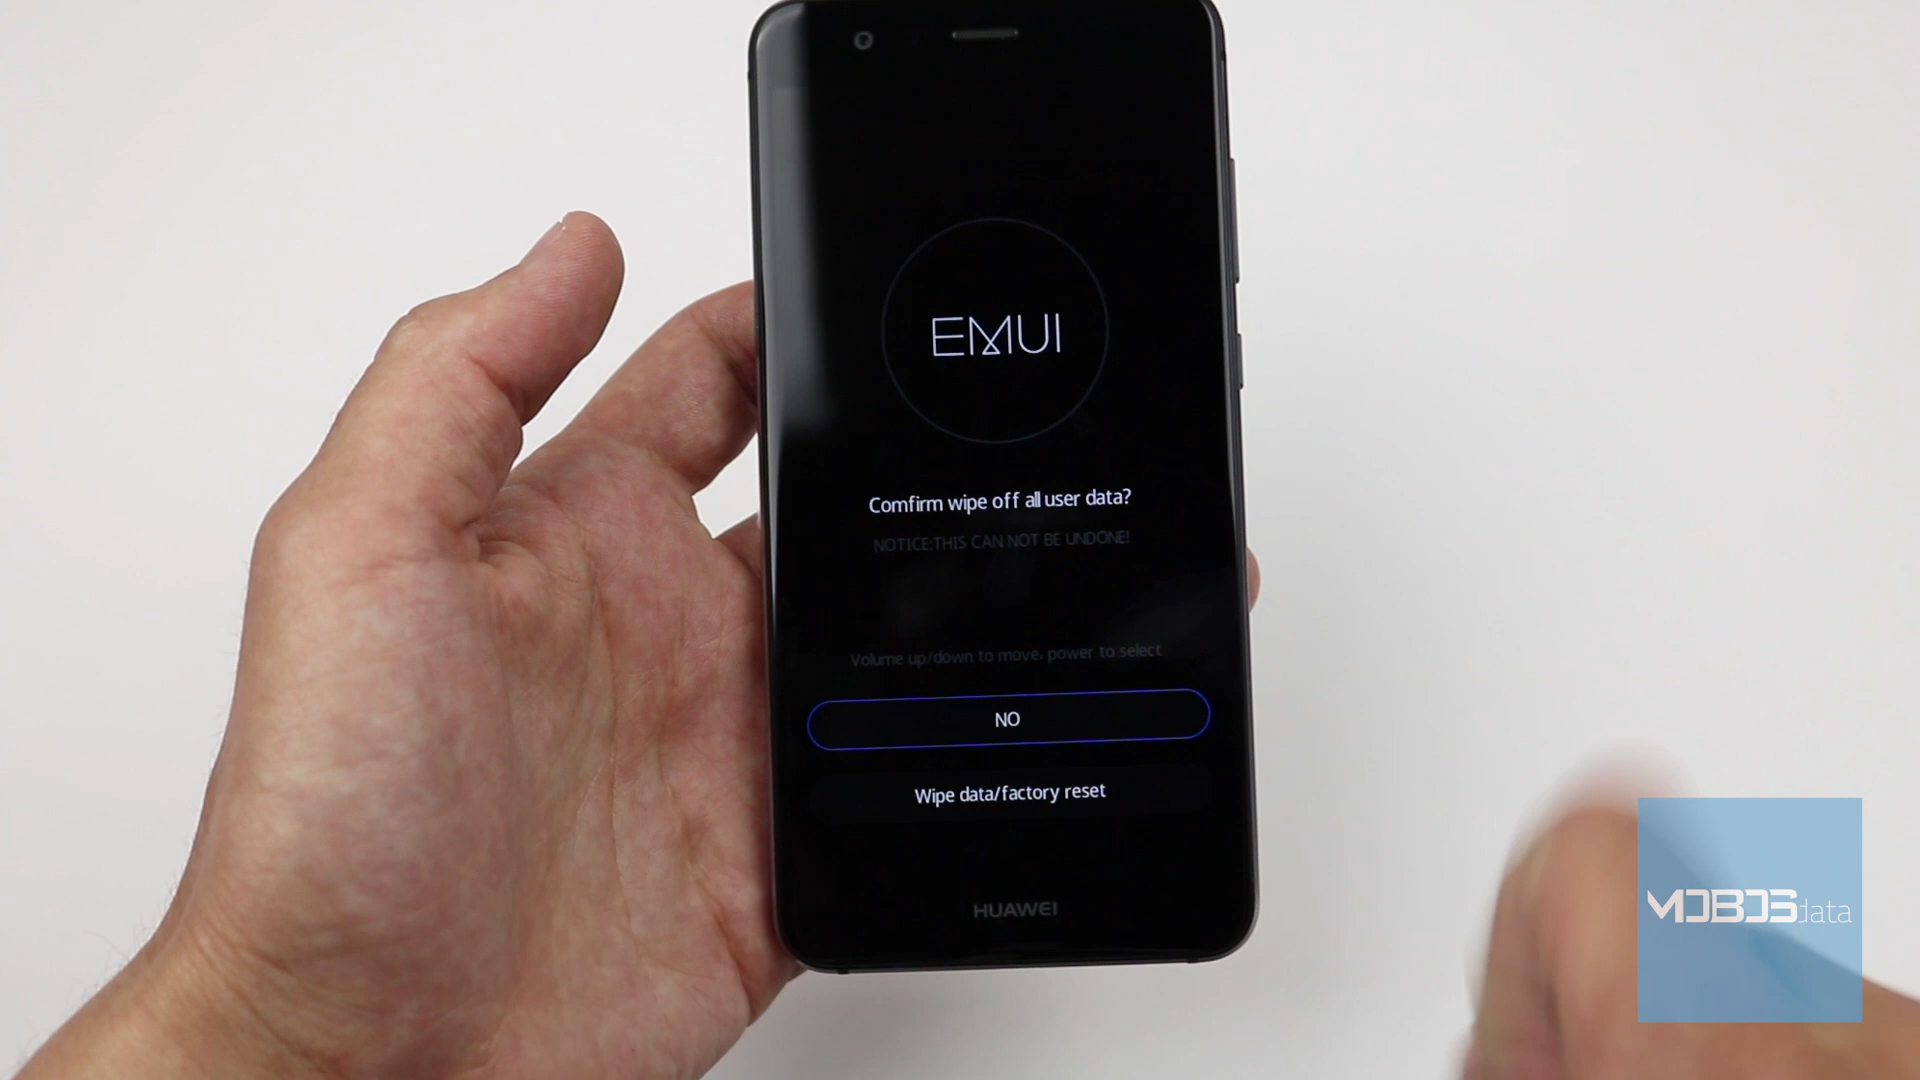 EMUI
Comfirm wipe off all user data?
NOTICE:THIS CAN NOT BE UNDONE!
Volume up/down to move, power to select
NO
Wipe data/factory reset
HUAWEI
MOBOSdata